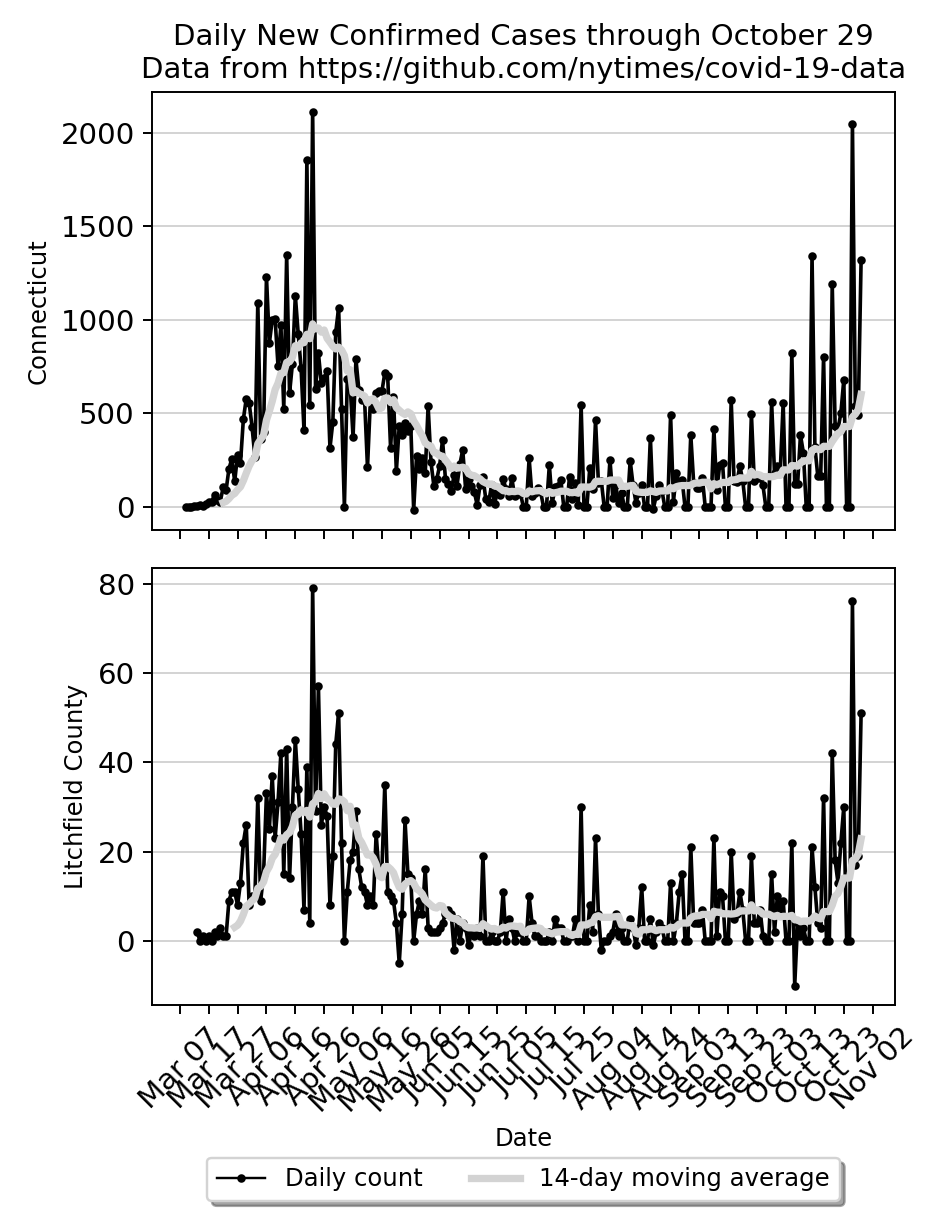 Daily New Confirmed Cases through October 29
Data from https://github.com/nytimes/covid-19-data
2000
1500
1000
500
0
Connecticut
80
60
40
20
0
Litchfield County
Mar 07
Mar 17
Mar 27
Apr 06
Apr 16
Apr 26
May 06
May 16
May 26
Jun 05
Jun 15
Jun 25
Jul 05
Jul 15
Jul 25
Aug 04
Aug 14
Aug 24
Sep 03
Sep 13
Sep 23
Oct 03
Oct 13
Oct 23
Nov 02
Date
Daily count
14-day moving average